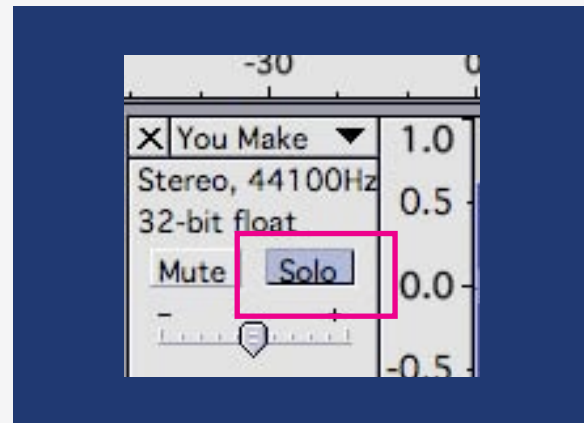 -30 0
X You Make 1.0
Stereo, 44100Hz
0.5
32-bit float
Mute Solo
0.0
- +
-0.5